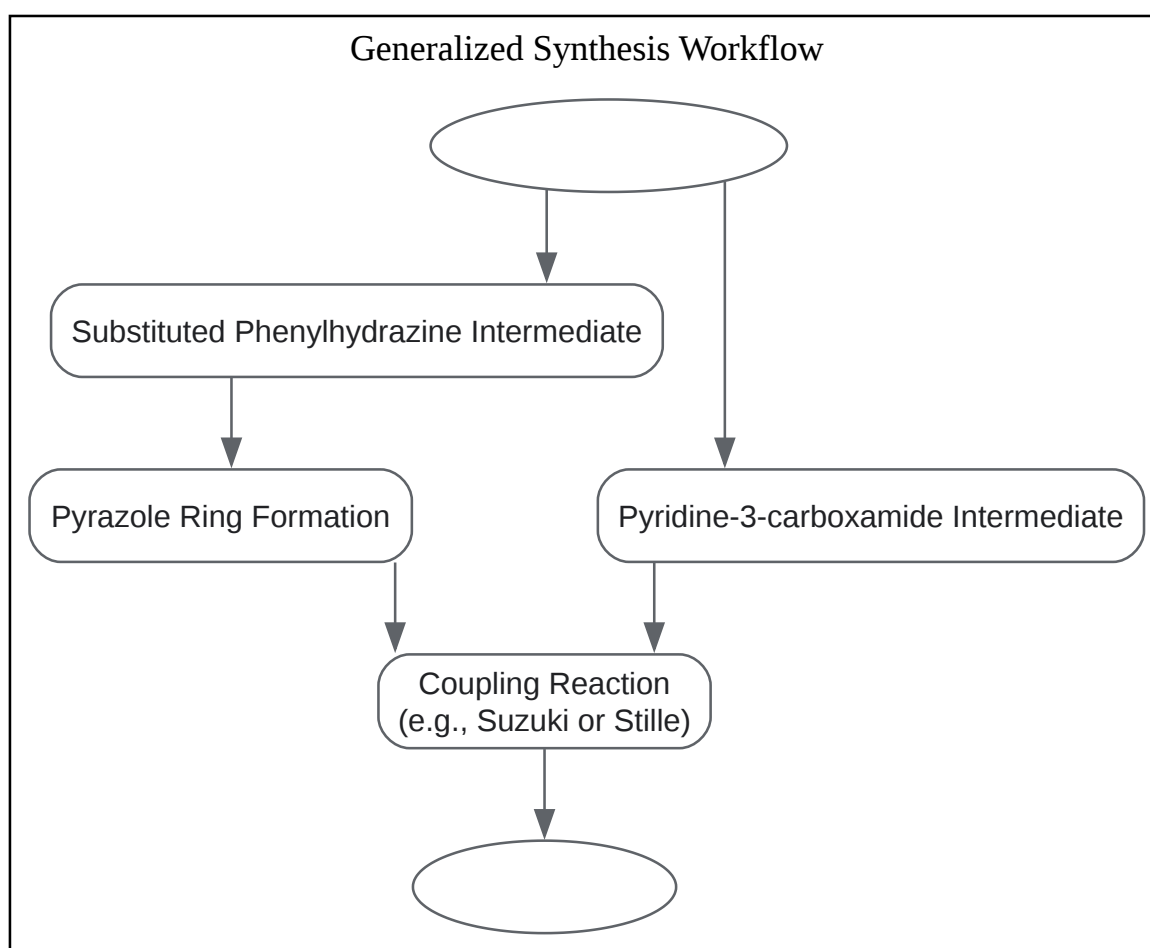 Generalized Synthesis Workflow
Substituted Phenylhydrazine Intermediate
Pyrazole Ring Formation
Pyridine-3-carboxamide Intermediate
Coupling Reaction
(e.g., Suzuki or Stille)